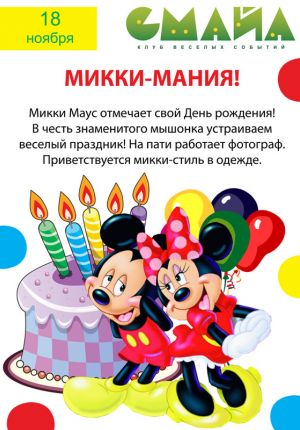 18
ноября
СМАЙЛ
КЛУБ ВЕСЕЛЫХ СОБЫТИЙ
МИККИ-МАНИЯ!
Микки Маус отмечает свой День рождения!
В честь знаменитого мышонка устраиваем
веселый праздник! На пати работает фотограф.
Приветствуется микки-стиль в одежде.